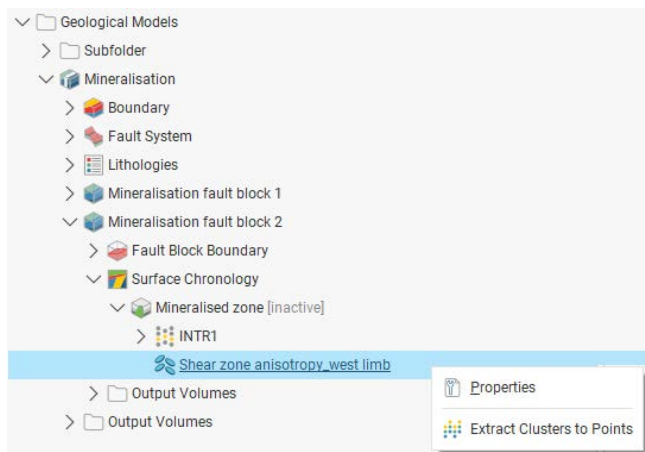 Geological Models
Subfolder
Mineralisation
Boundary
Fault System
Lithologies
Mineralisation fault block 1
Mineralisation fault block 2
Fault Block Boundary
Surface Chronology
Mineralised zone [inactive]
INTR1
Shear zone anisotropy_west limb
Output Volumes
Output Volumes
Properties
Extract Clusters to Points